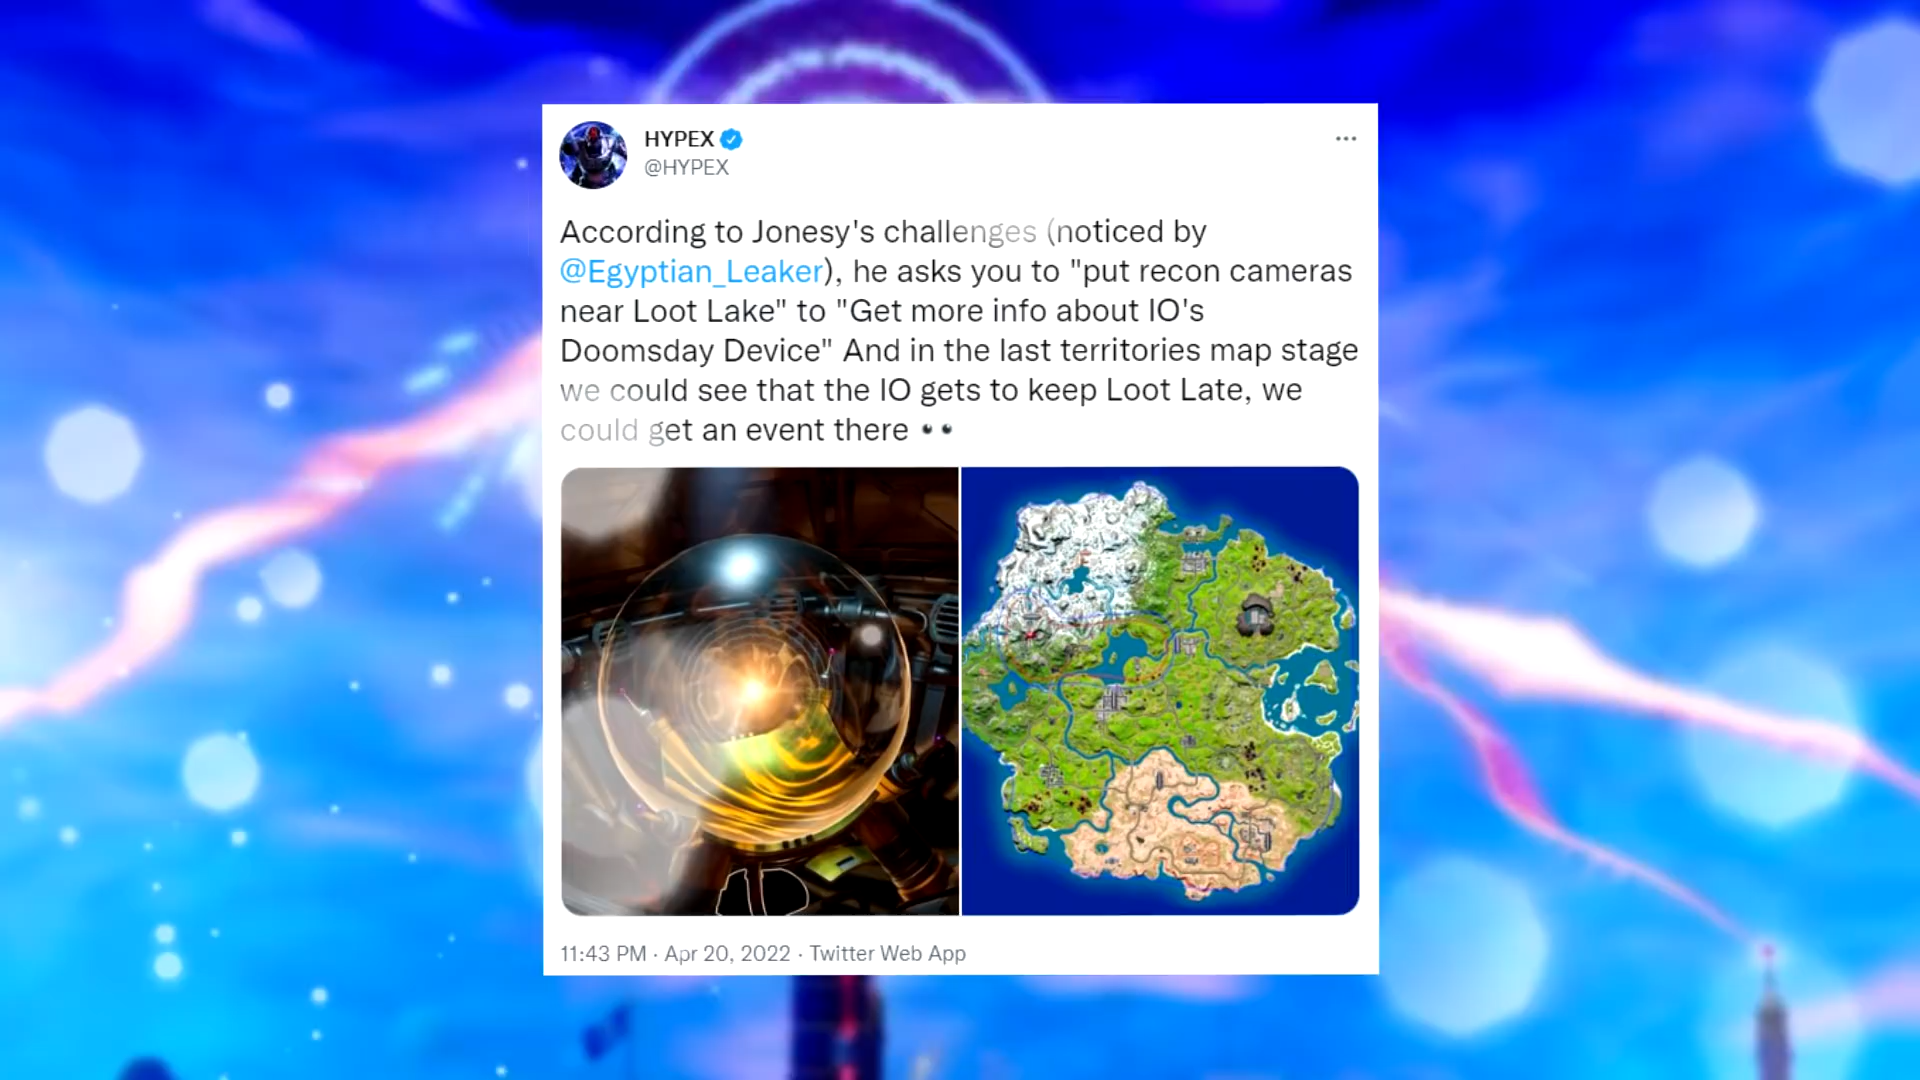 HYPEX
@HYPEX
According to Jonesy's challenges (noticed by
@Egyptian_Leaker), he asks you to "put recon cameras
near Loot Lake" to "Get more info about IO's
Doomsday Device" And in the last territories map stage
we could see that the IO gets to keep Loot Late, we
could get an event there 👀
11:43 PM · Apr 20, 2022 · Twitter Web App